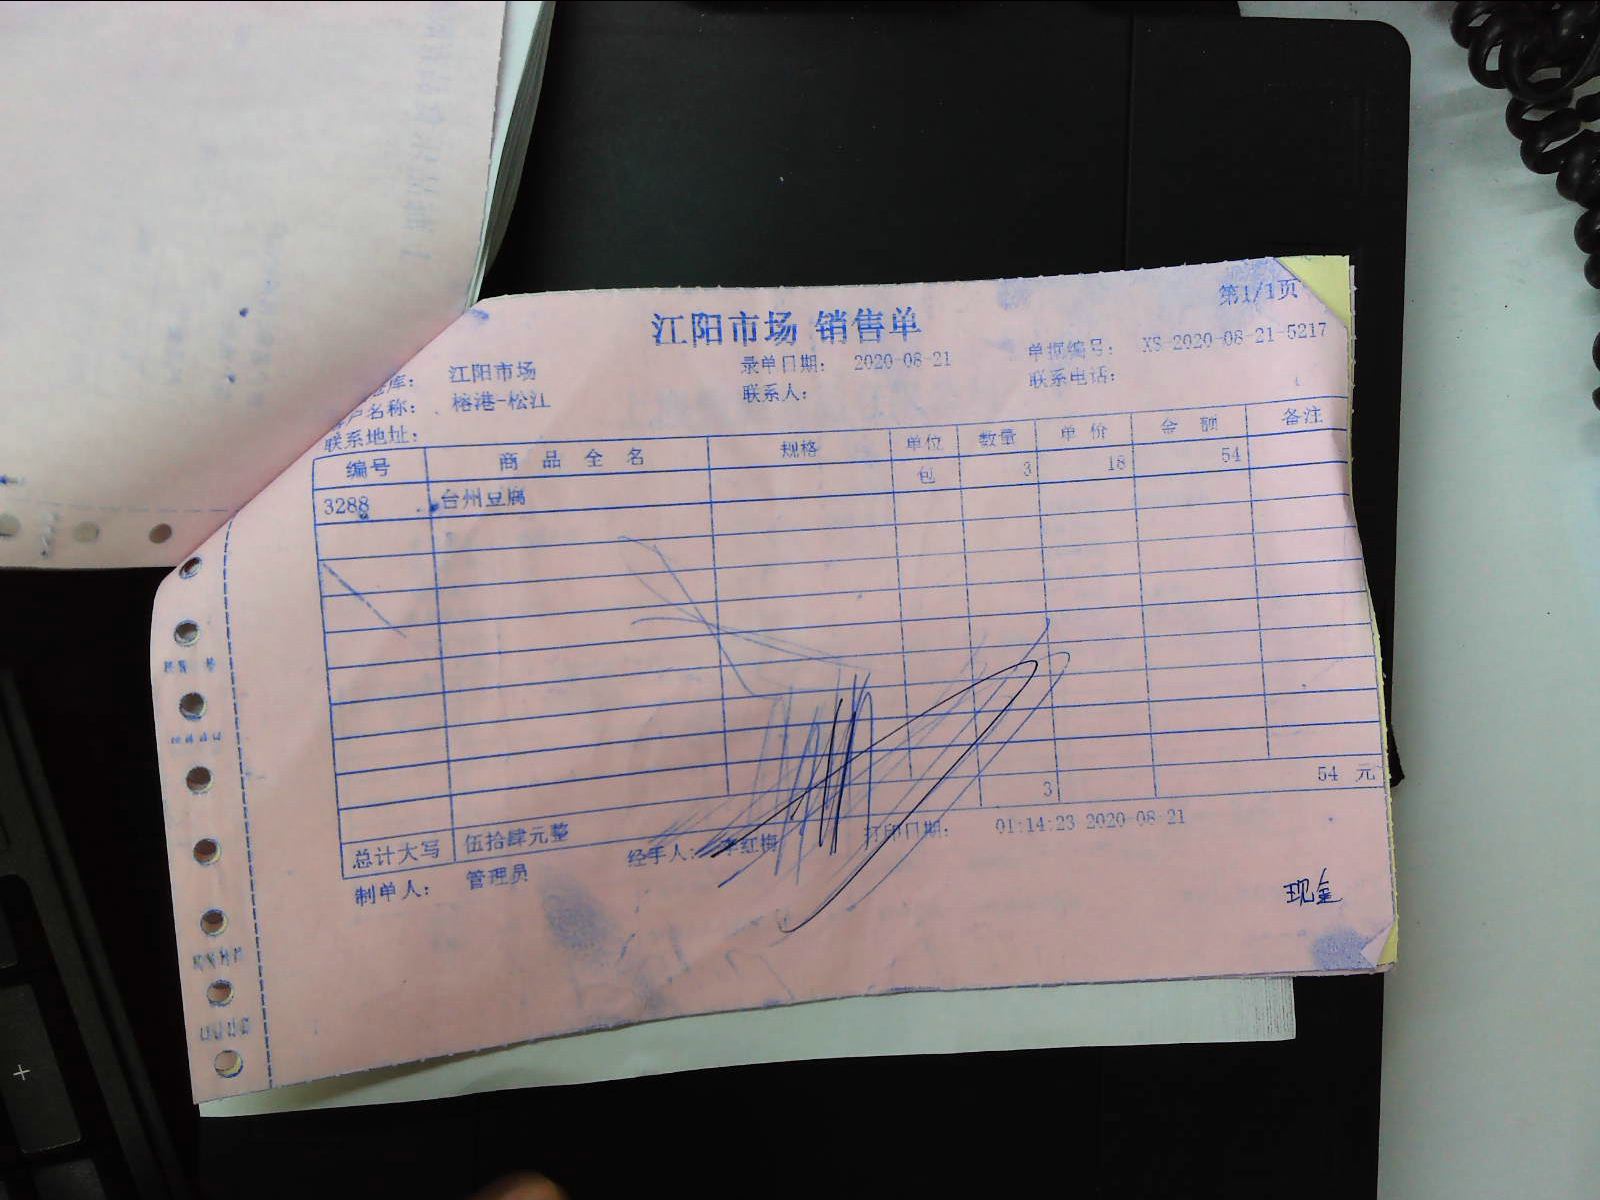 第1/1页
江阳市场 销售单
库： 江阳市场 录单日期： 2020-08-21 单据编号： XS-2020-08-21-5217
户名称： 榕港-松江 联系人： 联系电话：
联系地址：
编号 商品全名 规格 单位 数量 单价 金额 备注
3288 台州豆腐 包 3 18 54
总计大写 伍拾肆元整 3 54 元
制单人： 管理员 经手人： 李红梅 打印日期： 01:14:23 2020-08-21
现金